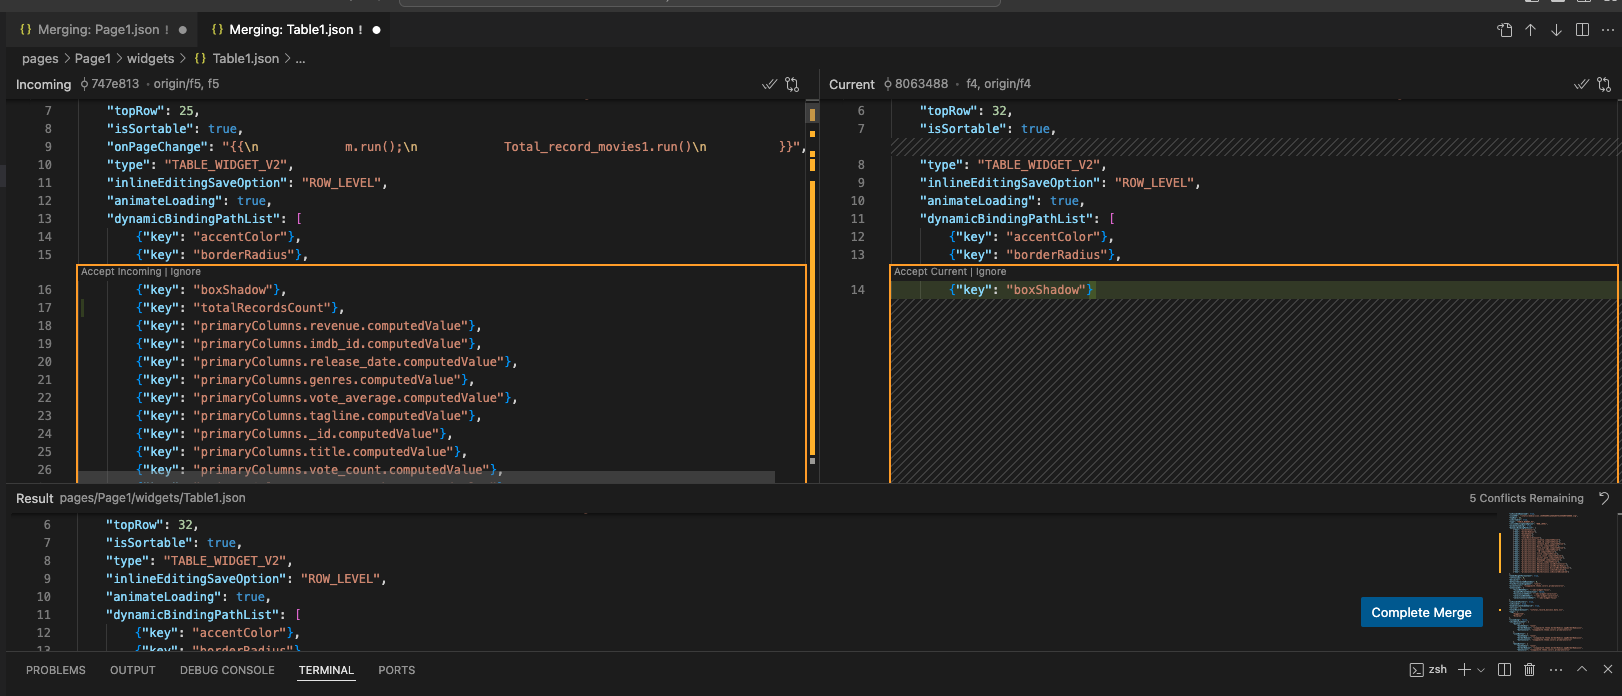 {} Merging: Page1.json ! ●
{} Merging: Table1.json ! ●
pages > Page1 > widgets > {} Table1.json > ...
Incoming 747e813 · origin/f5, f5
7 "topRow": 25,
8 "isSortable": true,
9 "onPageChange": "{{\n m.run();\n Total_record_movies1.run()\n }}",
10 "type": "TABLE_WIDGET_V2",
11 "inlineEditingSaveOption": "ROW_LEVEL",
12 "animateLoading": true,
13 "dynamicBindingPathList": [
14 {"key": "accentColor"},
15 {"key": "borderRadius"},
Accept Incoming | Ignore
16 {"key": "boxShadow"},
17 {"key": "totalRecordsCount"},
18 {"key": "primaryColumns.revenue.computedValue"},
19 {"key": "primaryColumns.imdb_id.computedValue"},
20 {"key": "primaryColumns.release_date.computedValue"},
21 {"key": "primaryColumns.genres.computedValue"},
22 {"key": "primaryColumns.vote_average.computedValue"},
23 {"key": "primaryColumns.tagline.computedValue"},
24 {"key": "primaryColumns._id.computedValue"},
25 {"key": "primaryColumns.title.computedValue"},
26 {"key": "primaryColumns.vote_count.computedValue"},
Current 8063488 · f4, origin/f4
6 "topRow": 32,
7 "isSortable": true,
8 "type": "TABLE_WIDGET_V2",
9 "inlineEditingSaveOption": "ROW_LEVEL",
10 "animateLoading": true,
11 "dynamicBindingPathList": [
12 {"key": "accentColor"},
13 {"key": "borderRadius"},
Accept Current | Ignore
14 {"key": "boxShadow"}
Result pages/Page1/widgets/Table1.json
5 Conflicts Remaining
6 "topRow": 32,
7 "isSortable": true,
8 "type": "TABLE_WIDGET_V2",
9 "inlineEditingSaveOption": "ROW_LEVEL",
10 "animateLoading": true,
11 "dynamicBindingPathList": [
12 {"key": "accentColor"},
13 {"key": "borderRadius"}
Complete Merge
PROBLEMS OUTPUT DEBUG CONSOLE TERMINAL PORTS
zsh